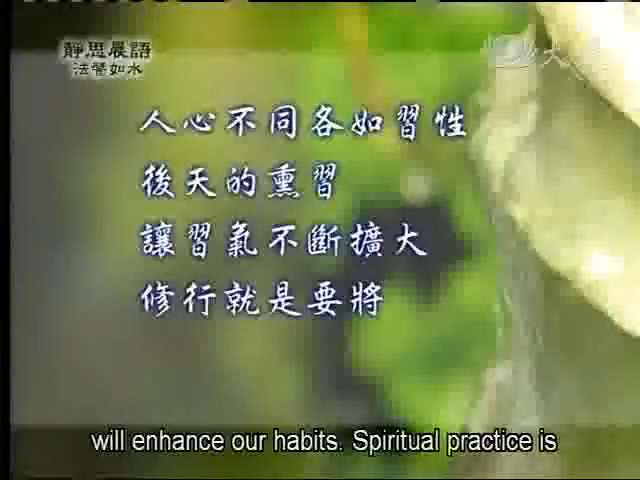 靜思晨語
法譬如水
大
人心不同各如習性
後天的熏習
讓習氣不斷擴大
修行就是要將
will enhance our habits. Spiritual practice is